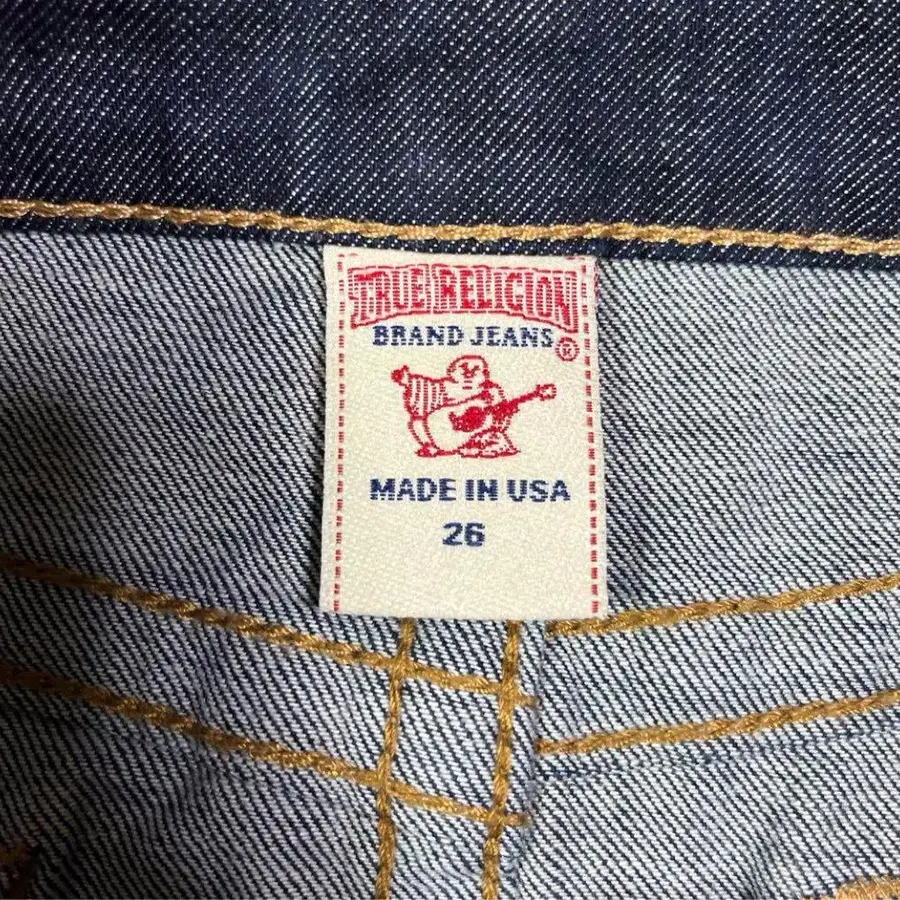 TRUE RELIGION
BRAND JEANS
®
MADE IN USA
26